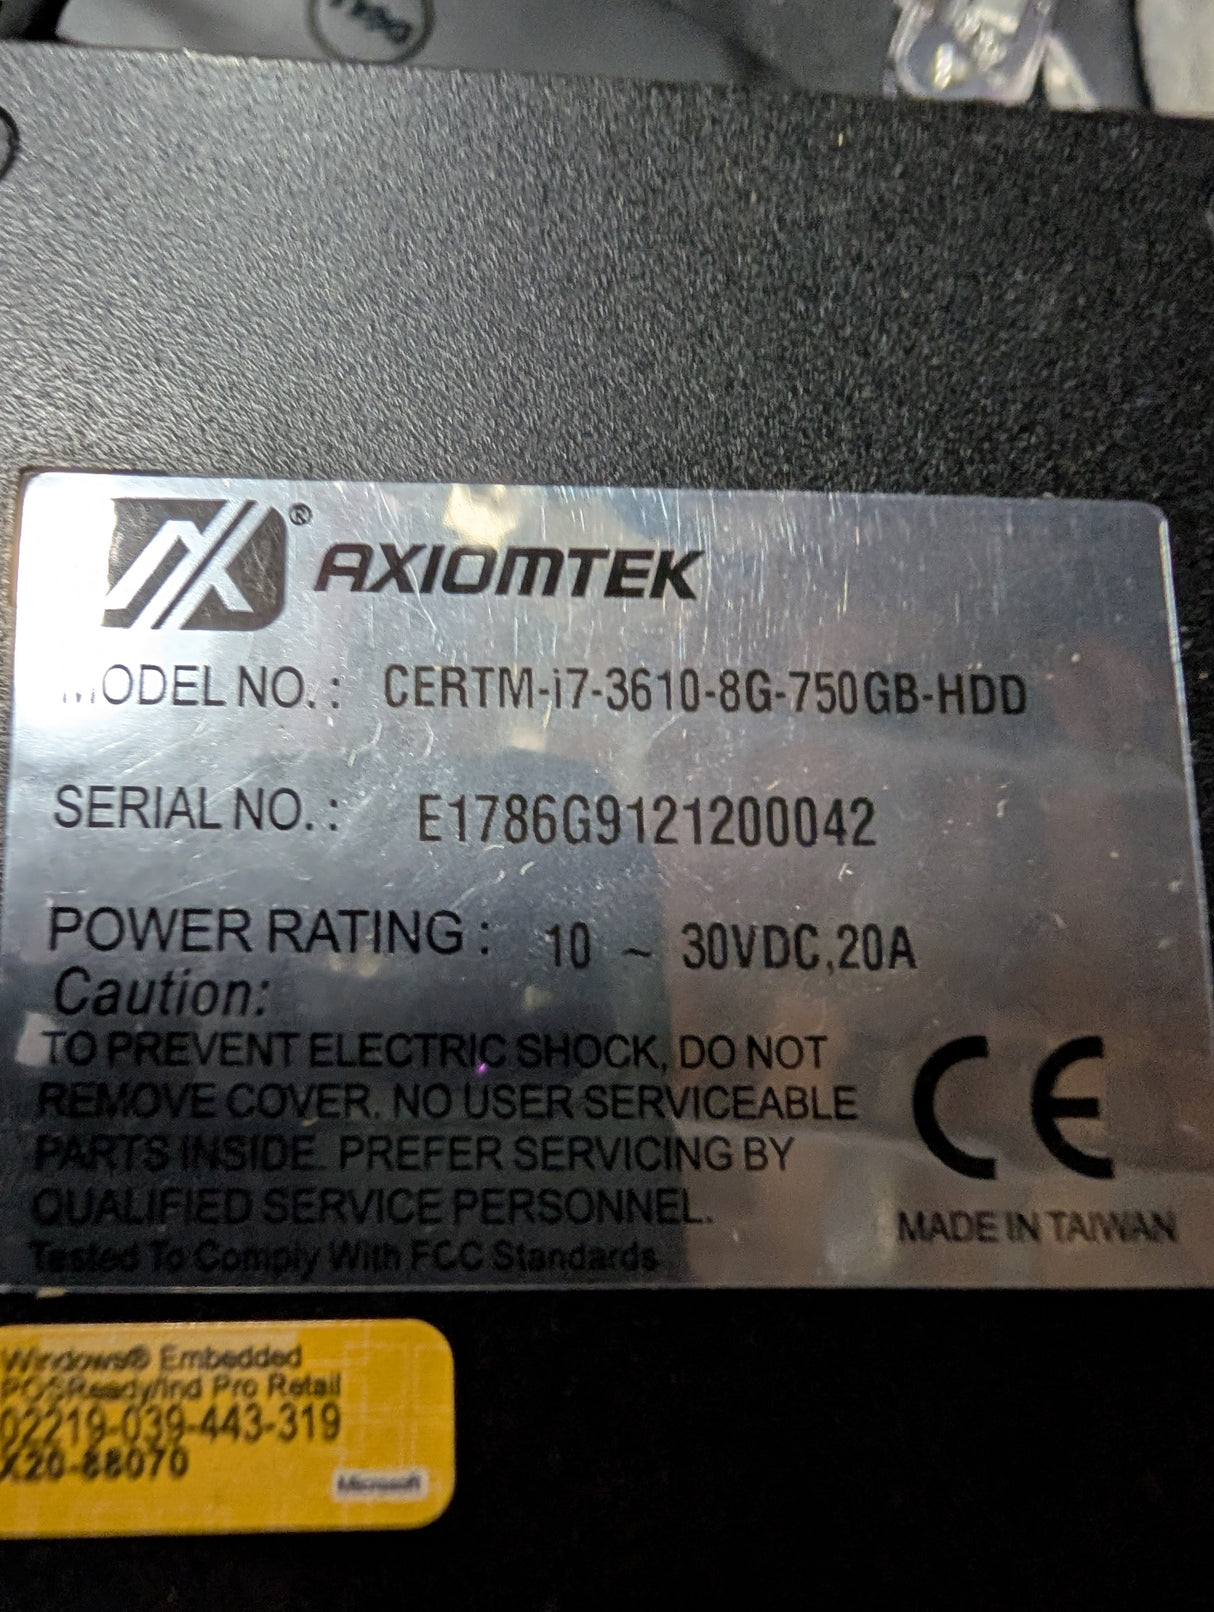 DELL
® AXIOMTEK
MODEL NO. : CERTM-i7-3610-8G-750GB-HDD
SERIAL NO. : E1786G9121200042
POWER RATING : 10 ~ 30VDC,20A
Caution:
TO PREVENT ELECTRIC SHOCK, DO NOT
REMOVE COVER. NO USER SERVICEABLE
PARTS INSIDE. PREFER SERVICING BY
QUALIFIED SERVICE PERSONNEL.
Tested To Comply With FCC Standards
CE
MADE IN TAIWAN
Windows® Embedded
POSReady/Ind Pro Retail
02219-039-443-319
X20-88070
Microsoft